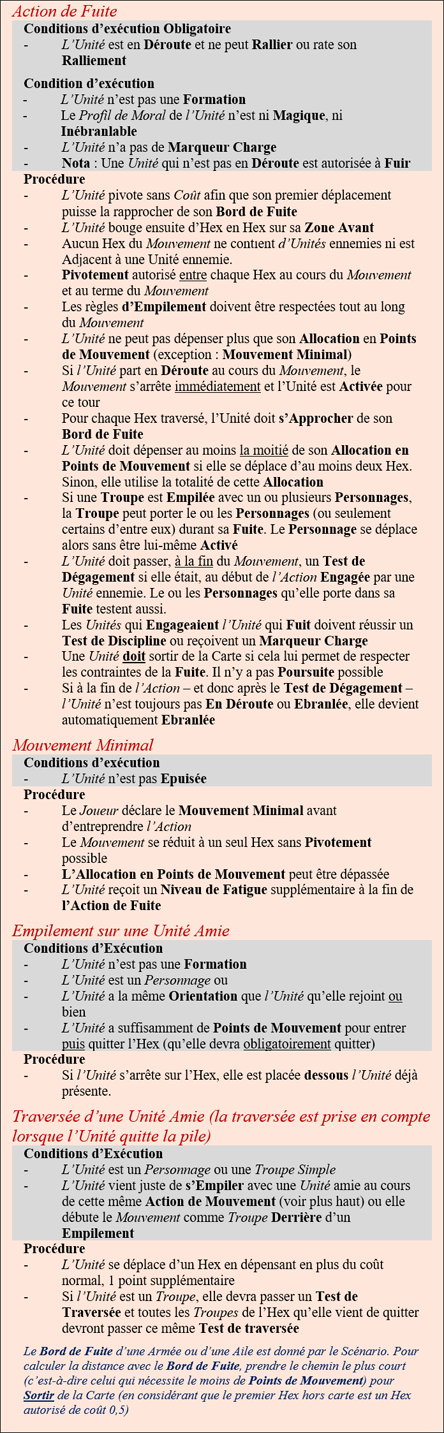 Action de Fuite
Conditions d’exécution Obligatoire
- L’Unité est en Déroute et ne peut Rallier ou rate son
Ralliement
Condition d’exécution
- L’Unité n’est pas une Formation
- Le Profil de Moral de l’Unité n’est ni Magique, ni
Inébranlable
- L’Unité n’a pas de Marqueur Charge
- Nota : Une Unité qui n’est pas en Déroute est autorisée à Fuir
Procédure
- L’Unité pivote sans Coût afin que son premier déplacement
puisse la rapprocher de son Bord de Fuite
- L’Unité bouge ensuite d’Hex en Hex sur sa Zone Avant
- Aucun Hex du Mouvement ne contient d’Unités ennemies ni est
Adjacent à une Unité ennemie.
- Pivotement autorisé entre chaque Hex au cours du Mouvement
et au terme du Mouvement
- Les règles d’Empilement doivent être respectées tout au long
du Mouvement
- L’Unité ne peut pas dépenser plus que son Allocation en Points
de Mouvement (exception : Mouvement Minimal)
- Si l’Unité part en Déroute au cours du Mouvement, le
Mouvement s’arrête immédiatement et l’Unité est Activée pour
ce tour
- Pour chaque Hex traversé, l’Unité doit s’Approcher de son
Bord de Fuite
- L’Unité doit dépenser au moins la moitié de son Allocation en
Points de Mouvement si elle se déplace d’au moins deux Hex.
Sinon, elle utilise la totalité de cette Allocation
- Si une Troupe est Empilée avec un ou plusieurs Personnages,
la Troupe peut porter le ou les Personnages (ou seulement
certains d’entre eux) durant sa Fuite. Le Personnage se déplace
alors sans être lui-même Activé
- L’Unité doit passer, à la fin du Mouvement, un Test de
Dégagement si elle était, au début de l’Action Engagée par une
Unité ennemie. Le ou les Personnages qu’elle porte dans sa
Fuite testent aussi.
- Les Unités qui Engageaient l’Unité qui Fuit doivent réussir un
Test de Discipline ou reçoivent un Marqueur Charge
- Une Unité doit sortir de la Carte si cela lui permet de respecter
les contraintes de la Fuite. Il n’y a pas Poursuite possible
- Si à la fin de l’Action – et donc après le Test de Dégagement –
l’Unité n’est toujours pas En Déroute ou Ebranlée, elle devient
automatiquement Ebranlée
Mouvement Minimal
Conditions d’exécution
- L’Unité n’est pas Epuisée
Procédure
- Le Joueur déclare le Mouvement Minimal avant
d’entreprendre l’Action
- Le Mouvement se réduit à un seul Hex sans Pivotement
possible
- L’Allocation en Points de Mouvement peut être dépassée
- L’Unité reçoit un Niveau de Fatigue supplémentaire à la fin de
l’Action de Fuite
Empilement sur une Unité Amie
Conditions d’Exécution
- L’Unité n’est pas une Formation
- L’Unité est un Personnage ou
- L’Unité a la même Orientation que l’Unité qu’elle rejoint ou
bien
- L’Unité a suffisamment de Points de Mouvement pour entrer
puis quitter l’Hex (qu’elle devra obligatoirement quitter)
Procédure
- Si l’Unité s’arrête sur l’Hex, elle est placée dessous l’Unité déjà
présente.
Traversée d’une Unité Amie (la traversée est prise en compte
lorsque l’Unité quitte la pile)
Conditions d’Exécution
- L’Unité est un Personnage ou une Troupe Simple
- L’Unité vient juste de s’Empiler avec une Unité amie au cours
de cette même Action de Mouvement (voir plus haut) ou elle
débute le Mouvement comme Troupe Derrière d’un
Empilement
Procédure
- L’Unité se déplace d’un Hex en dépensant en plus du coût
normal, 1 point supplémentaire
- Si l’Unité est un Troupe, elle devra passer un Test de
Traversée et toutes les Troupes de l’Hex qu’elle vient de quitter
devront passer ce même Test de traversée
Le Bord de Fuite d’une Armée ou d’une Aile est donné par le Scénario. Pour
calculer la distance avec le Bord de Fuite, prendre le chemin le plus court
(c’est-à-dire celui qui nécessite le moins de Points de Mouvement) pour
Sortir de la Carte (en considérant que le premier Hex hors carte est un Hex
autorisé de coût 0,5)